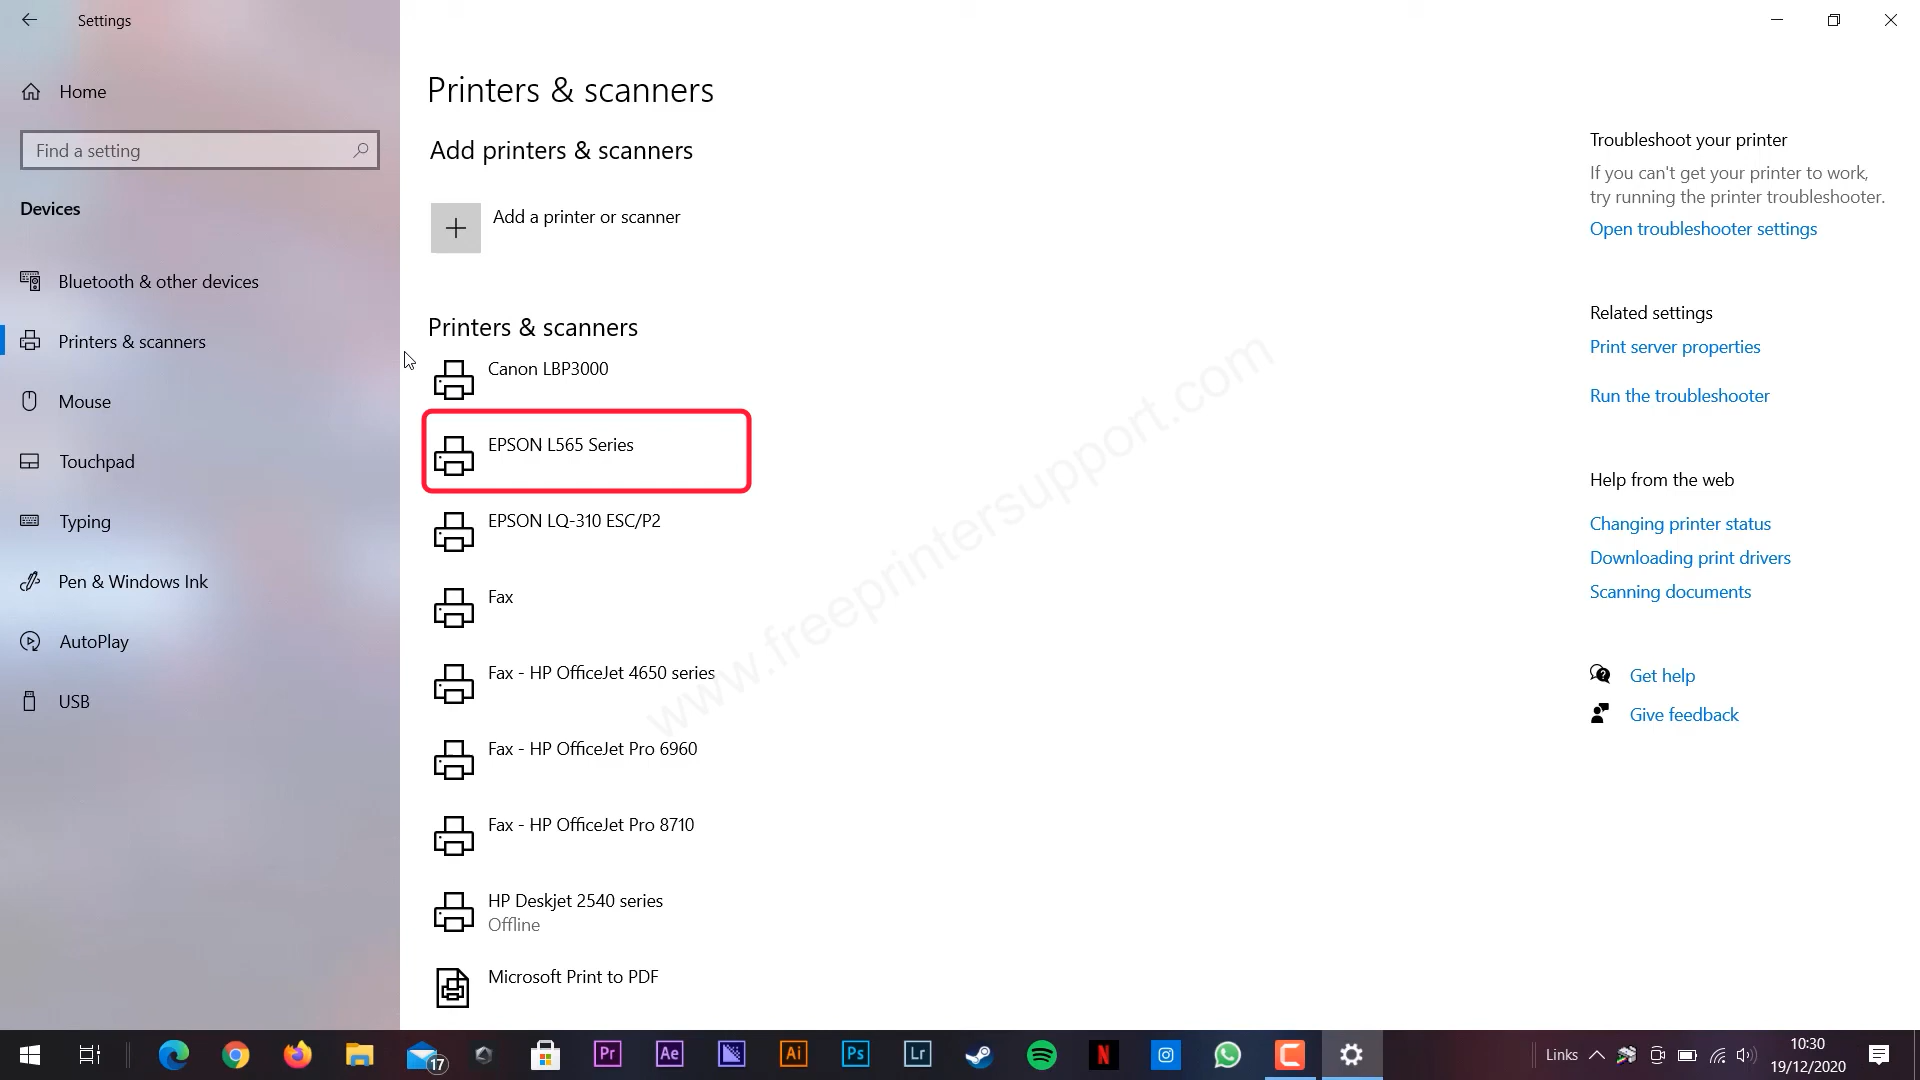 Settings
Home
Find a setting
Devices
Bluetooth & other devices
Printers & scanners
Mouse
Touchpad
Typing
Pen & Windows Ink
AutoPlay
USB
Printers & scanners
Add printers & scanners
Add a printer or scanner
Printers & scanners
Canon LBP3000
EPSON L565 Series
EPSON LQ-310 ESC/P2
Fax
Fax - HP OfficeJet 4650 series
Fax - HP OfficeJet Pro 6960
Fax - HP OfficeJet Pro 8710
HP Deskjet 2540 series
Offline
Microsoft Print to PDF
www.freeprintersupport.com
Troubleshoot your printer
If you can't get your printer to work,
try running the printer troubleshooter.
Open troubleshooter settings
Related settings
Print server properties
Run the troubleshooter
Help from the web
Changing printer status
Downloading print drivers
Scanning documents
Get help
Give feedback
17
Pr
Ae
Ai
Ps
Lr
N
Links
10:30
19/12/2020